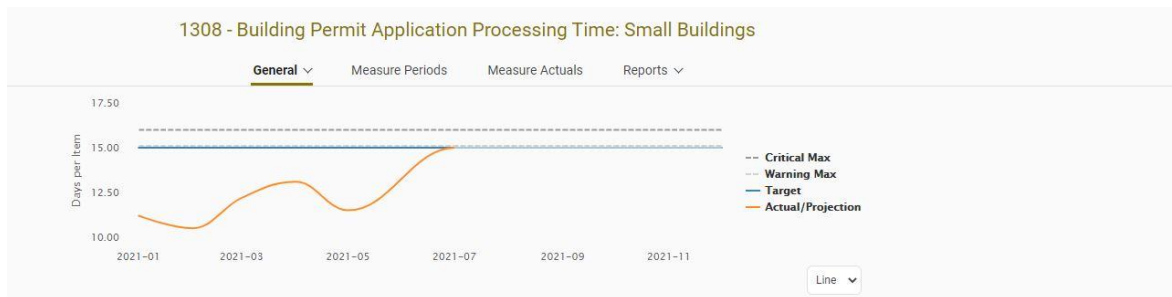 1308 - Building Permit Application Processing Time: Small Buildings
General Measure Periods Measure Actuals Reports
17.50
15.00
12.50
10.00
Days per Item
2021-01 2021-03 2021-05 2021-07 2021-09 2021-11
Critical Max
Warning Max
Target
Actual/Projection
Line